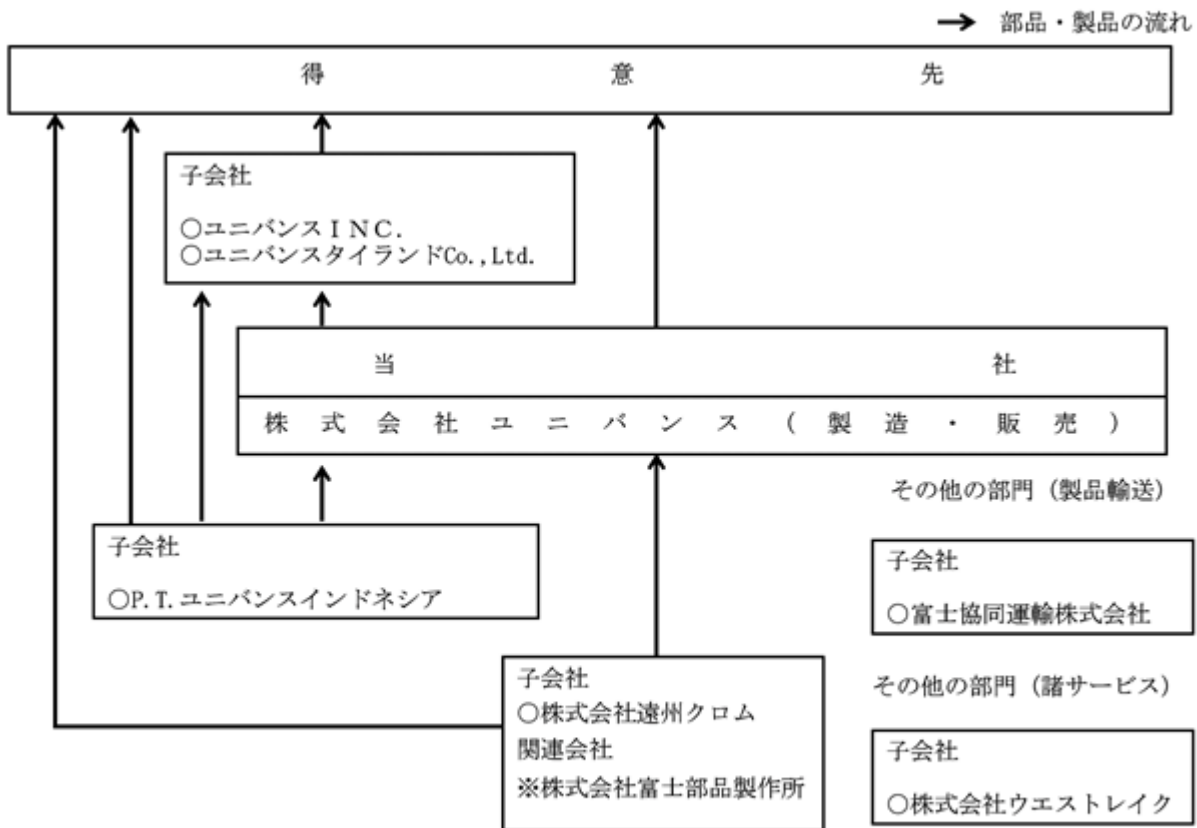 → 部品・製品の流れ
得意先
子会社
○ユニバンスＩＮＣ.
○ユニバンスタイランドCo.,Ltd.
当社
株式会社ユニバンス(製造・販売)
その他の部門（製品輸送）
子会社
○P.T.ユニバンスインドネシア
子会社
○富士協同運輸株式会社
その他の部門（諸サービス）
子会社
○株式会社遠州クロム
関連会社
※株式会社富士部品製作所
子会社
○株式会社ウエストレイク